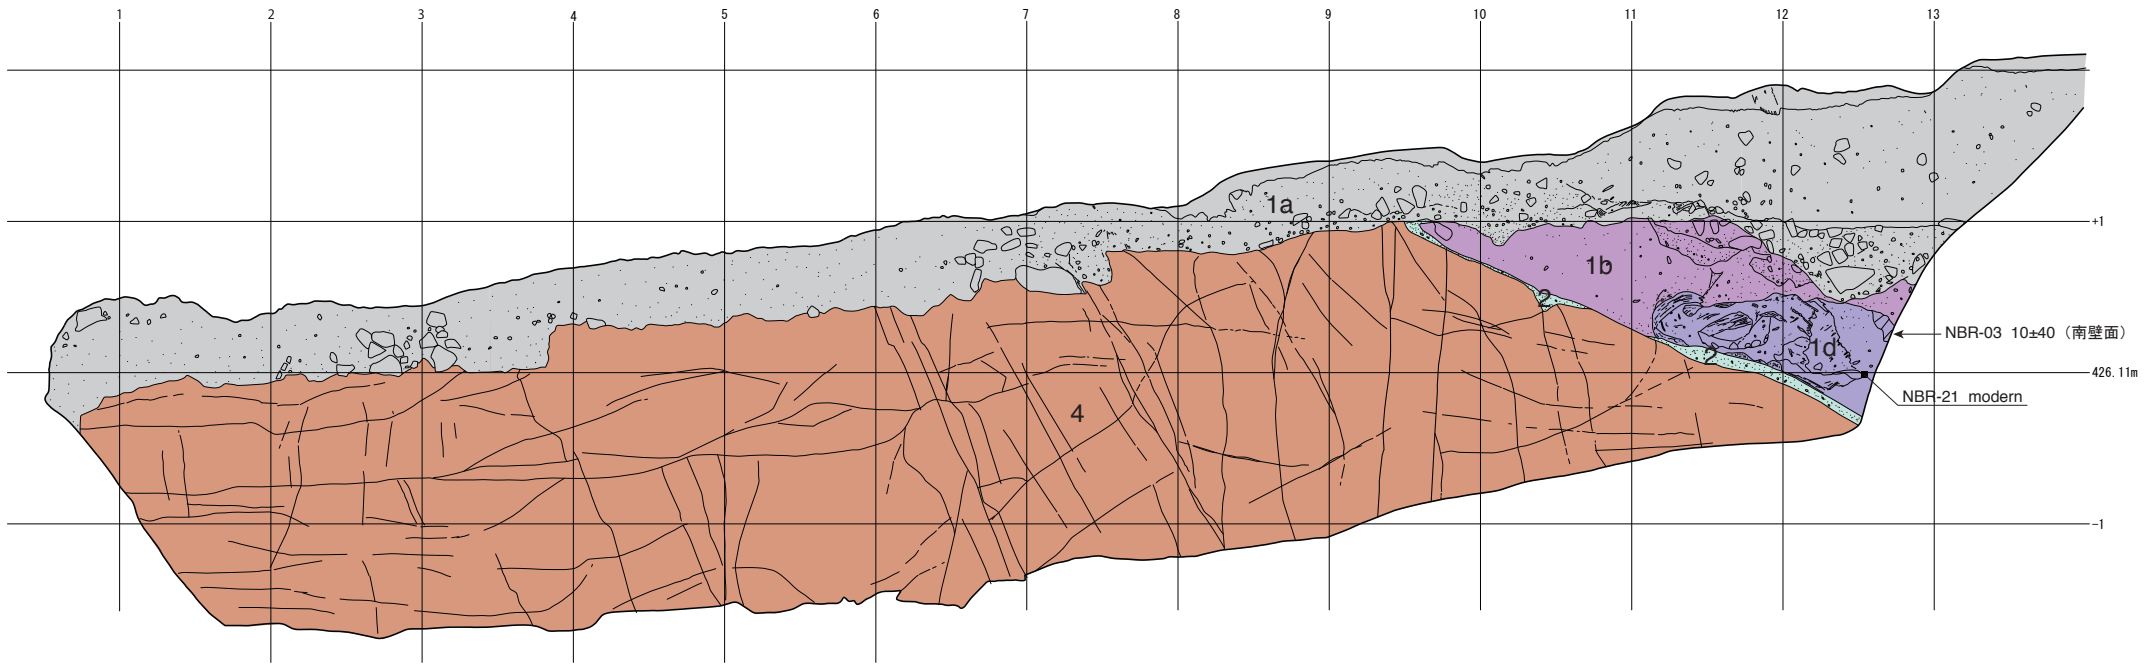 1 2 3 4 5 6 7 8 9 10 11 12 13
1a
+1
1b
2
NBR-03 10±40（南壁面）
1d
2
426.11m
NBR-21 modern
4
-1